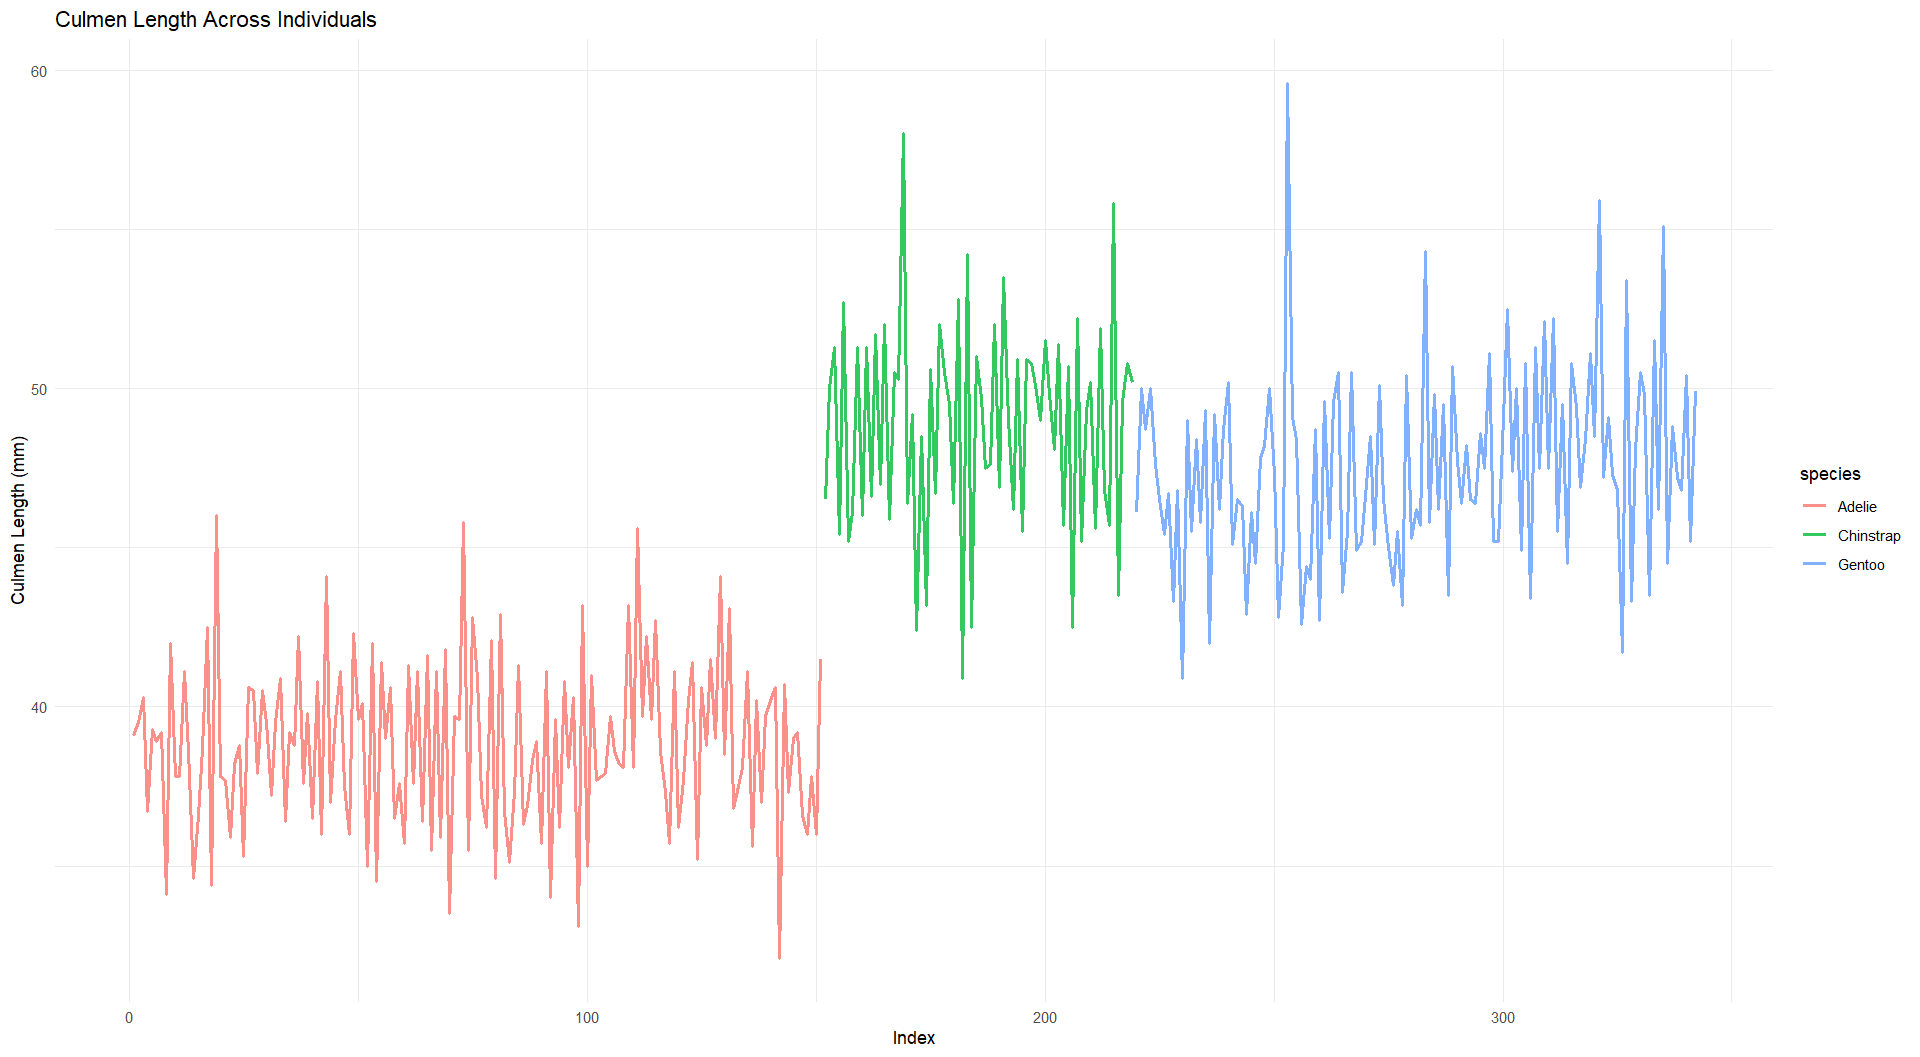 Culmen Length Across Individuals
60
50
40
Culmen Length (mm)
0 100 200 300
Index
species
Adelie
Chinstrap
Gentoo